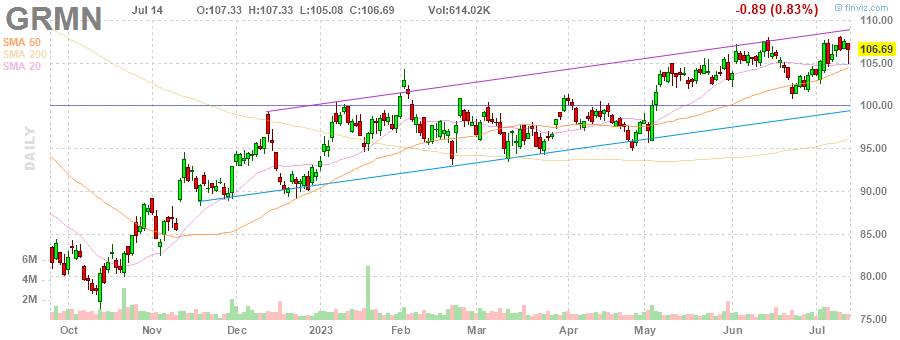 GRMN Jul 14 O:107.33 H:107.33 L:105.08 C:106.69 Vol:614.02K -0.89 (0.83%) © finviz.com
SMA 50
SMA 200
SMA 20
DAILY
110.00
106.69
105.00
100.00
95.00
90.00
85.00
80.00
75.00
6M
4M
2M
Oct Nov Dec 2023 Feb Mar Apr May Jun Jul